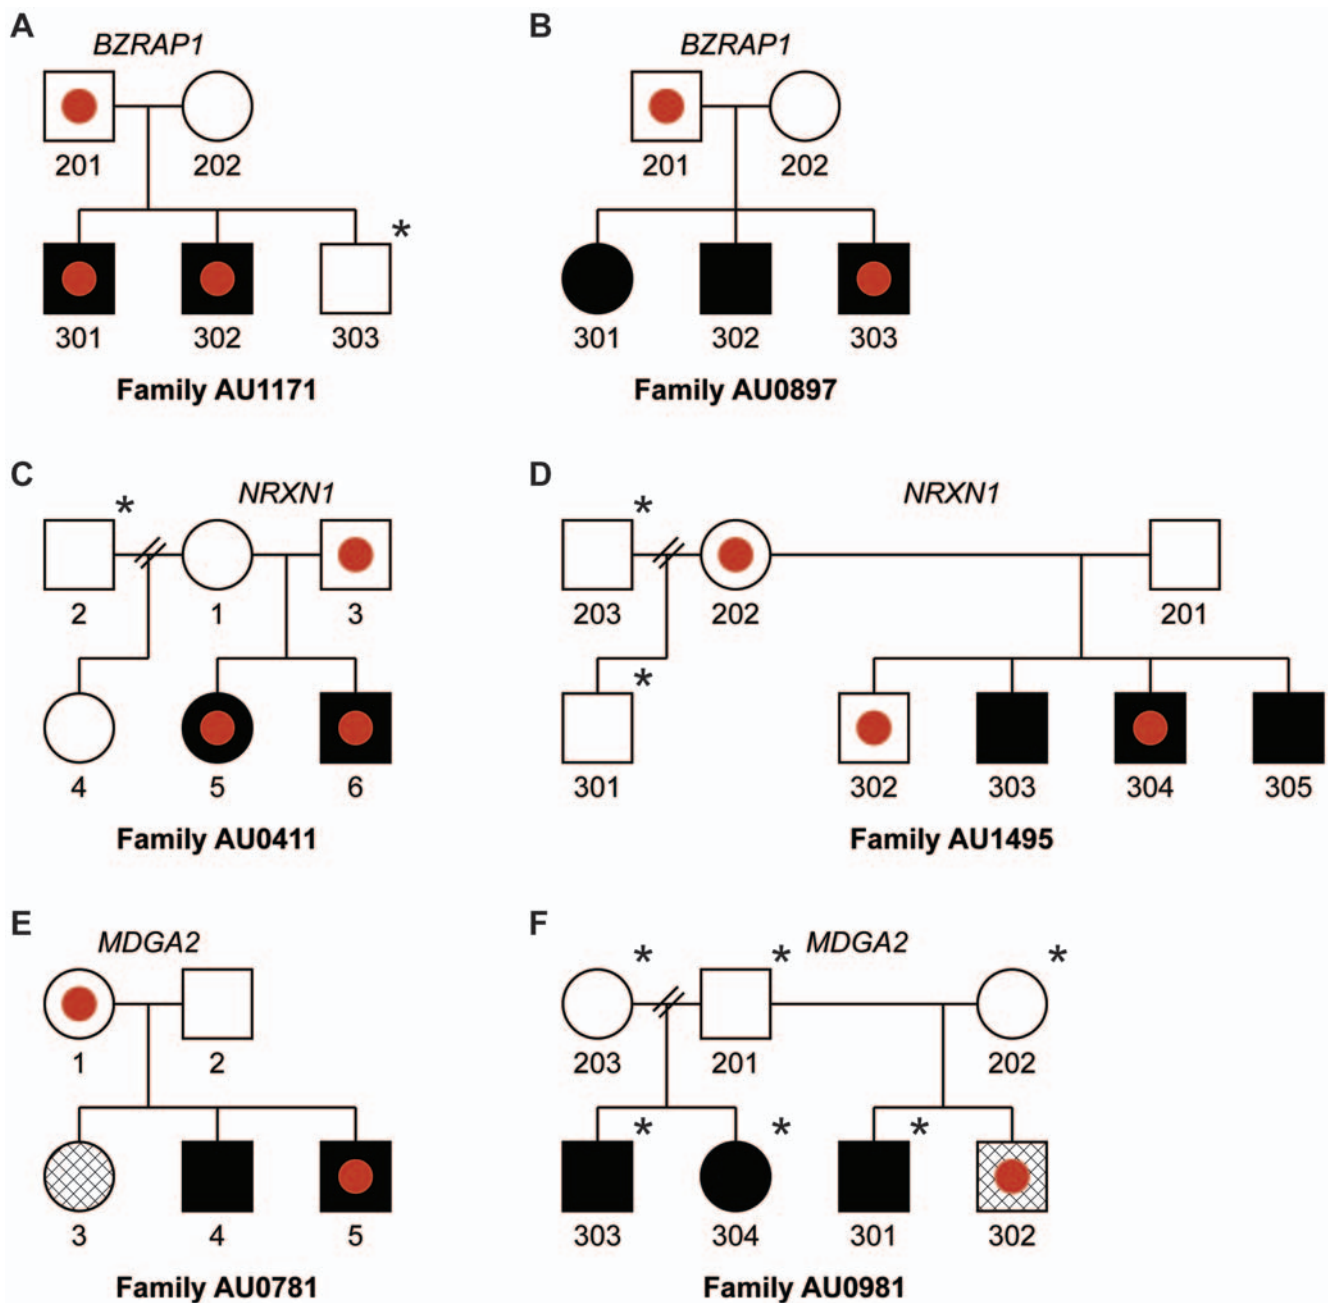 A
BZRAP1
201 202
*
301 302 303
Family AU1171
B
BZRAP1
201 202
301 302 303
Family AU0897
C
NRXN1
*
2 1 3
4 5 6
Family AU0411
D
NRXN1
*
203 202 201
*
301 302 303 304 305
Family AU1495
E
MDGA2
1 2
3 4 5
Family AU0781
F
MDGA2
* * *
203 201 202
* * *
303 304 301 302
Family AU0981